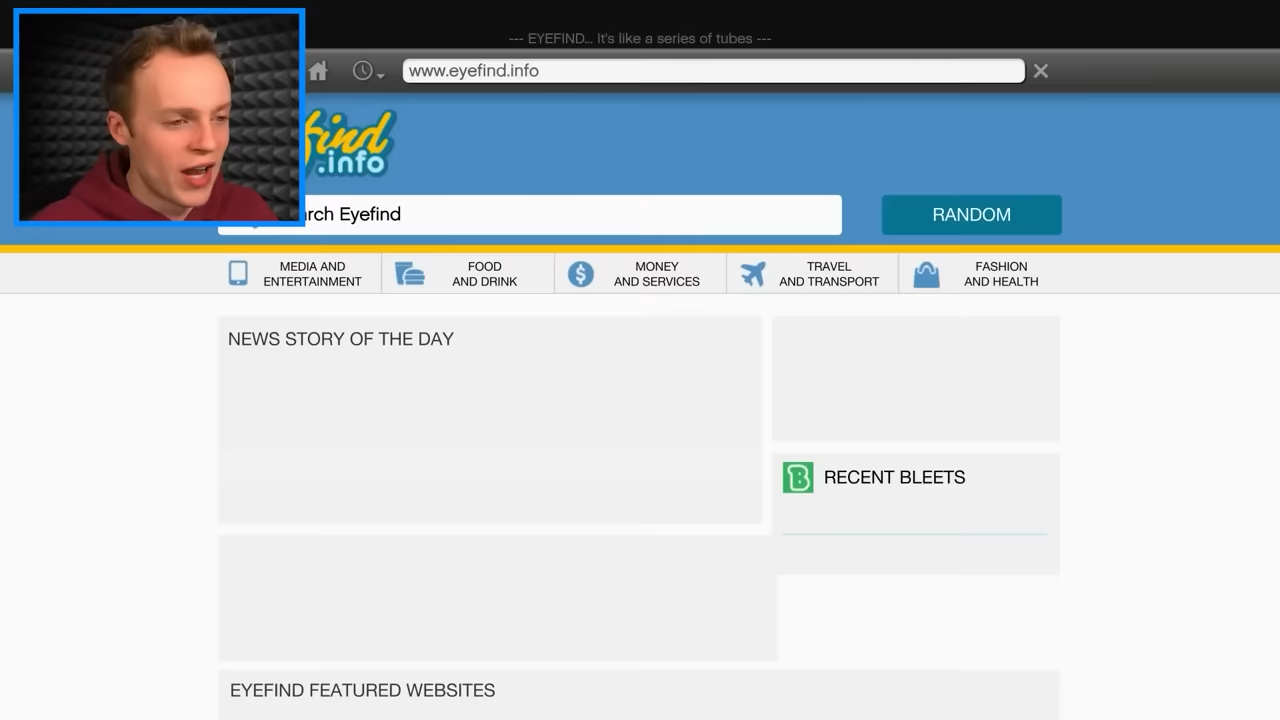 --- EYEFIND... It's like a series of tubes ---
www.eyefind.info
find
.info
rch Eyefind
RANDOM
MEDIA AND
ENTERTAINMENT
FOOD
AND DRINK
MONEY
AND SERVICES
TRAVEL
AND TRANSPORT
FASHION
AND HEALTH
NEWS STORY OF THE DAY
B RECENT BLEETS
EYEFIND FEATURED WEBSITES